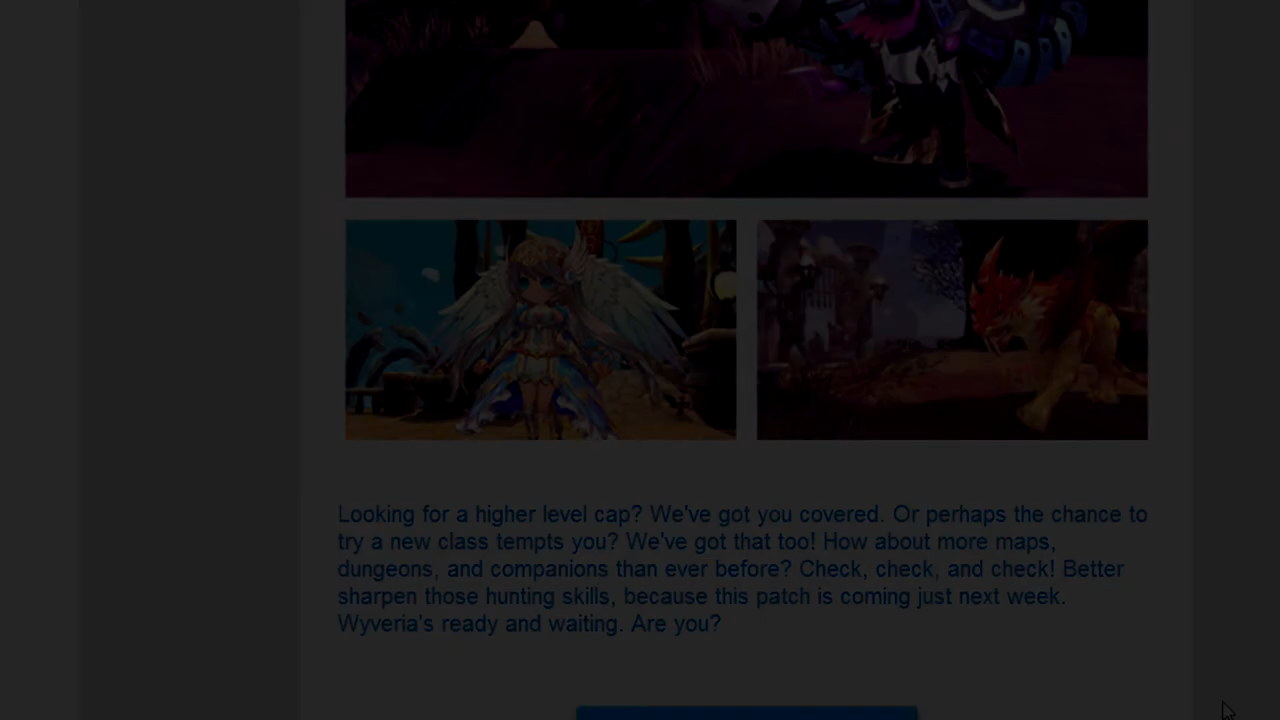 Looking for a higher level cap? We've got you covered. Or perhaps the chance to
try a new class tempts you? We've got that too! How about more maps,
dungeons, and companions than ever before? Check, check, and check! Better
sharpen those hunting skills, because this patch is coming just next week.
Wyveria's ready and waiting. Are you?